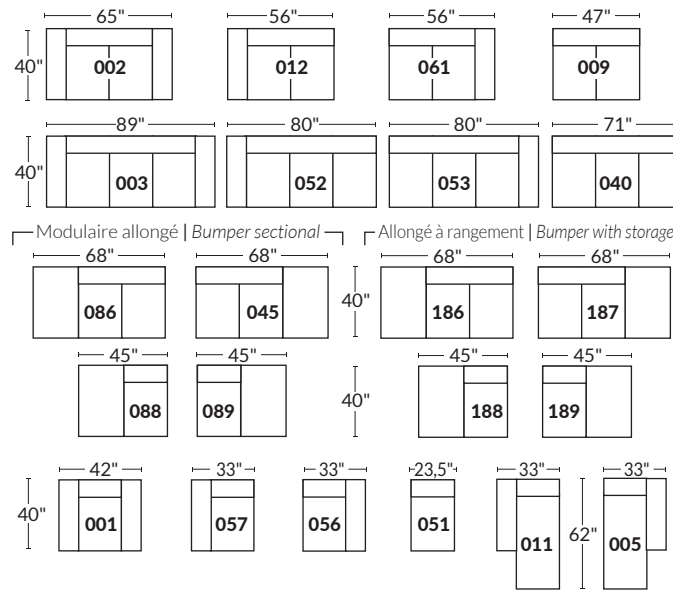 65" 56" 56" 47"
40" 002 012 061 009
89" 80" 80" 71"
40" 003 052 053 040
Modulaire allongé | Bumper sectional Allongé à rangement | Bumper with storage
68" 68" 68" 68"
40"
086 045 186 187
45" 45" 45" 45"
40"
088 089 188 189
42" 33" 33" 23,5" 33" 33"
40" 001 057 056 051
62"
011 005